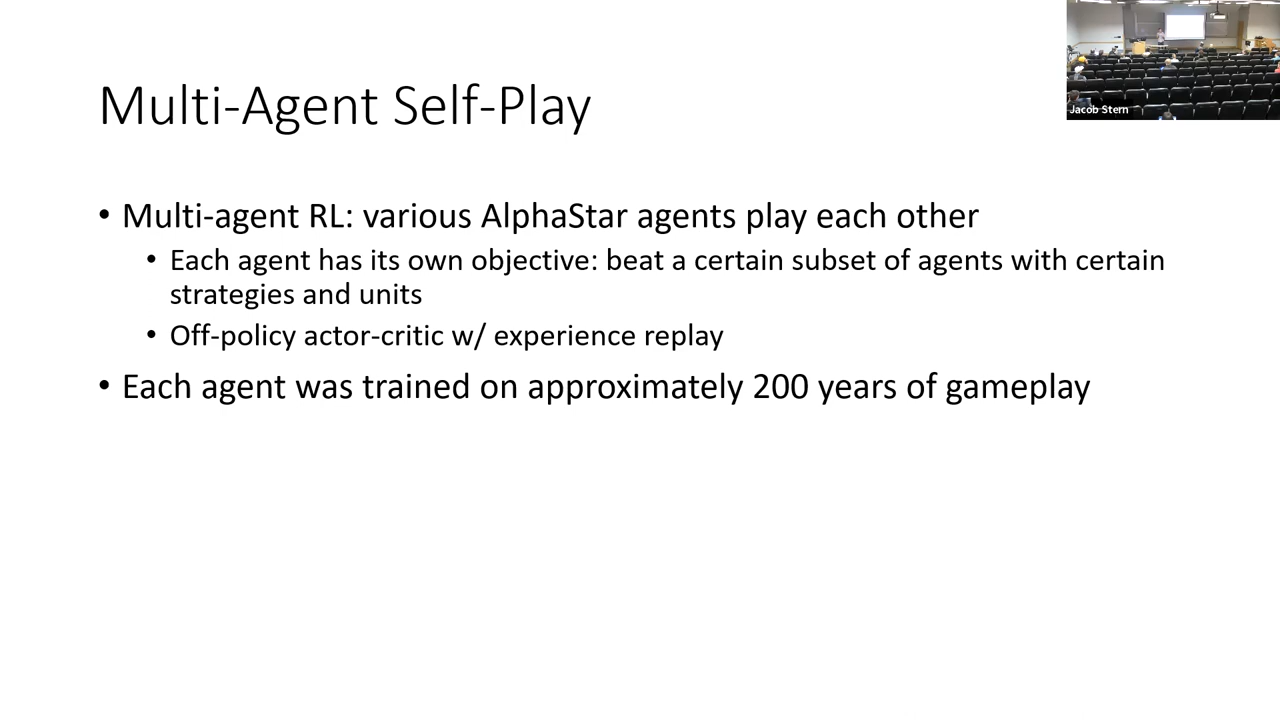 Jacob Stern
Multi-Agent Self-Play
• Multi-agent RL: various AlphaStar agents play each other
• Each agent has its own objective: beat a certain subset of agents with certain
strategies and units
• Off-policy actor-critic w/ experience replay
• Each agent was trained on approximately 200 years of gameplay